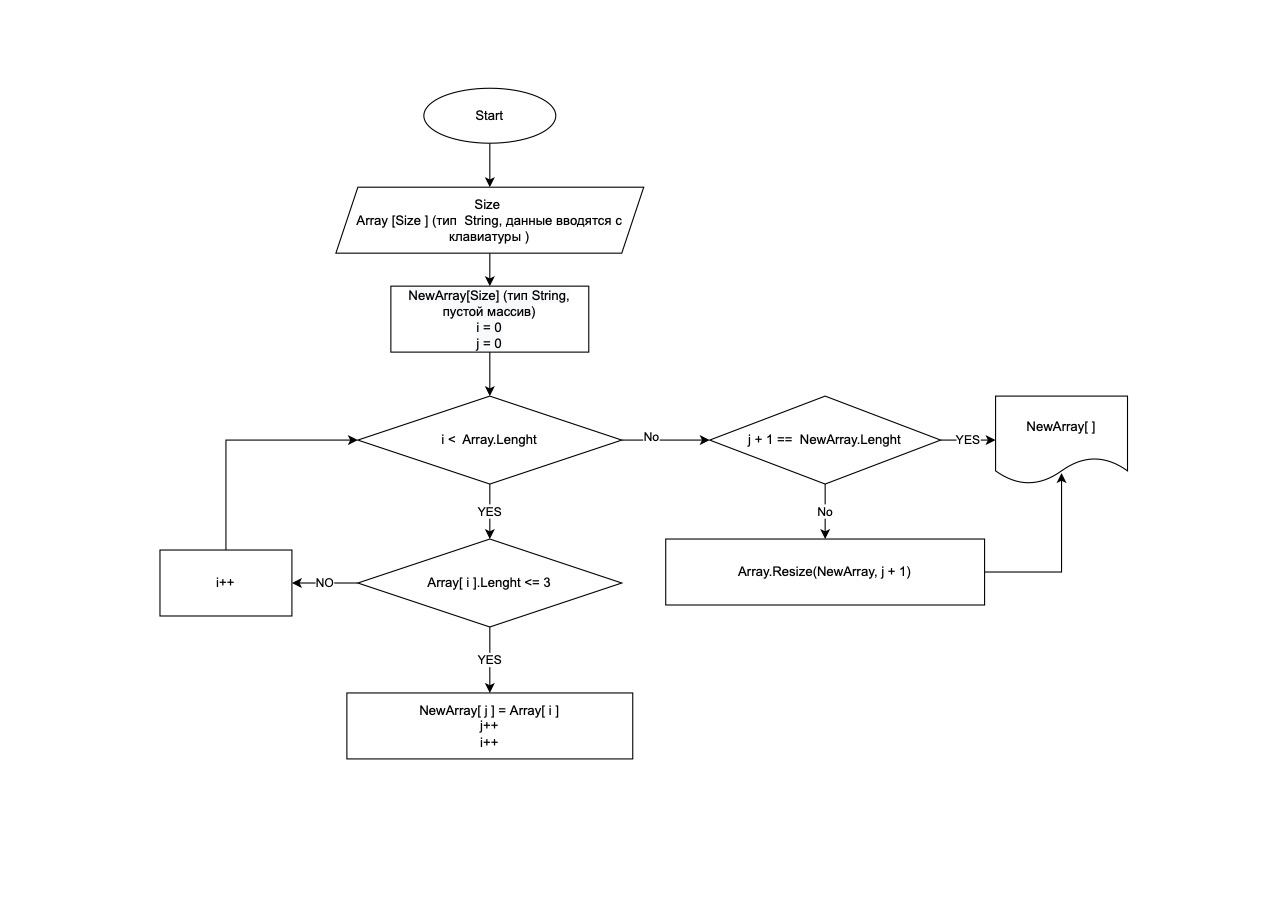 Start
Size
Array [Size ] (тип  String, данные вводятся с
клавиатуры )
NewArray[Size] (тип String,
пустой массив)
i = 0
j = 0
i <  Array.Lenght
No
j + 1 ==  NewArray.Lenght
YES
NewArray[ ]
YES
No
i++
NO
Array[ i ].Lenght <= 3
Array.Resize(NewArray, j + 1)
YES
NewArray[ j ] = Array[ i ]
j++
i++